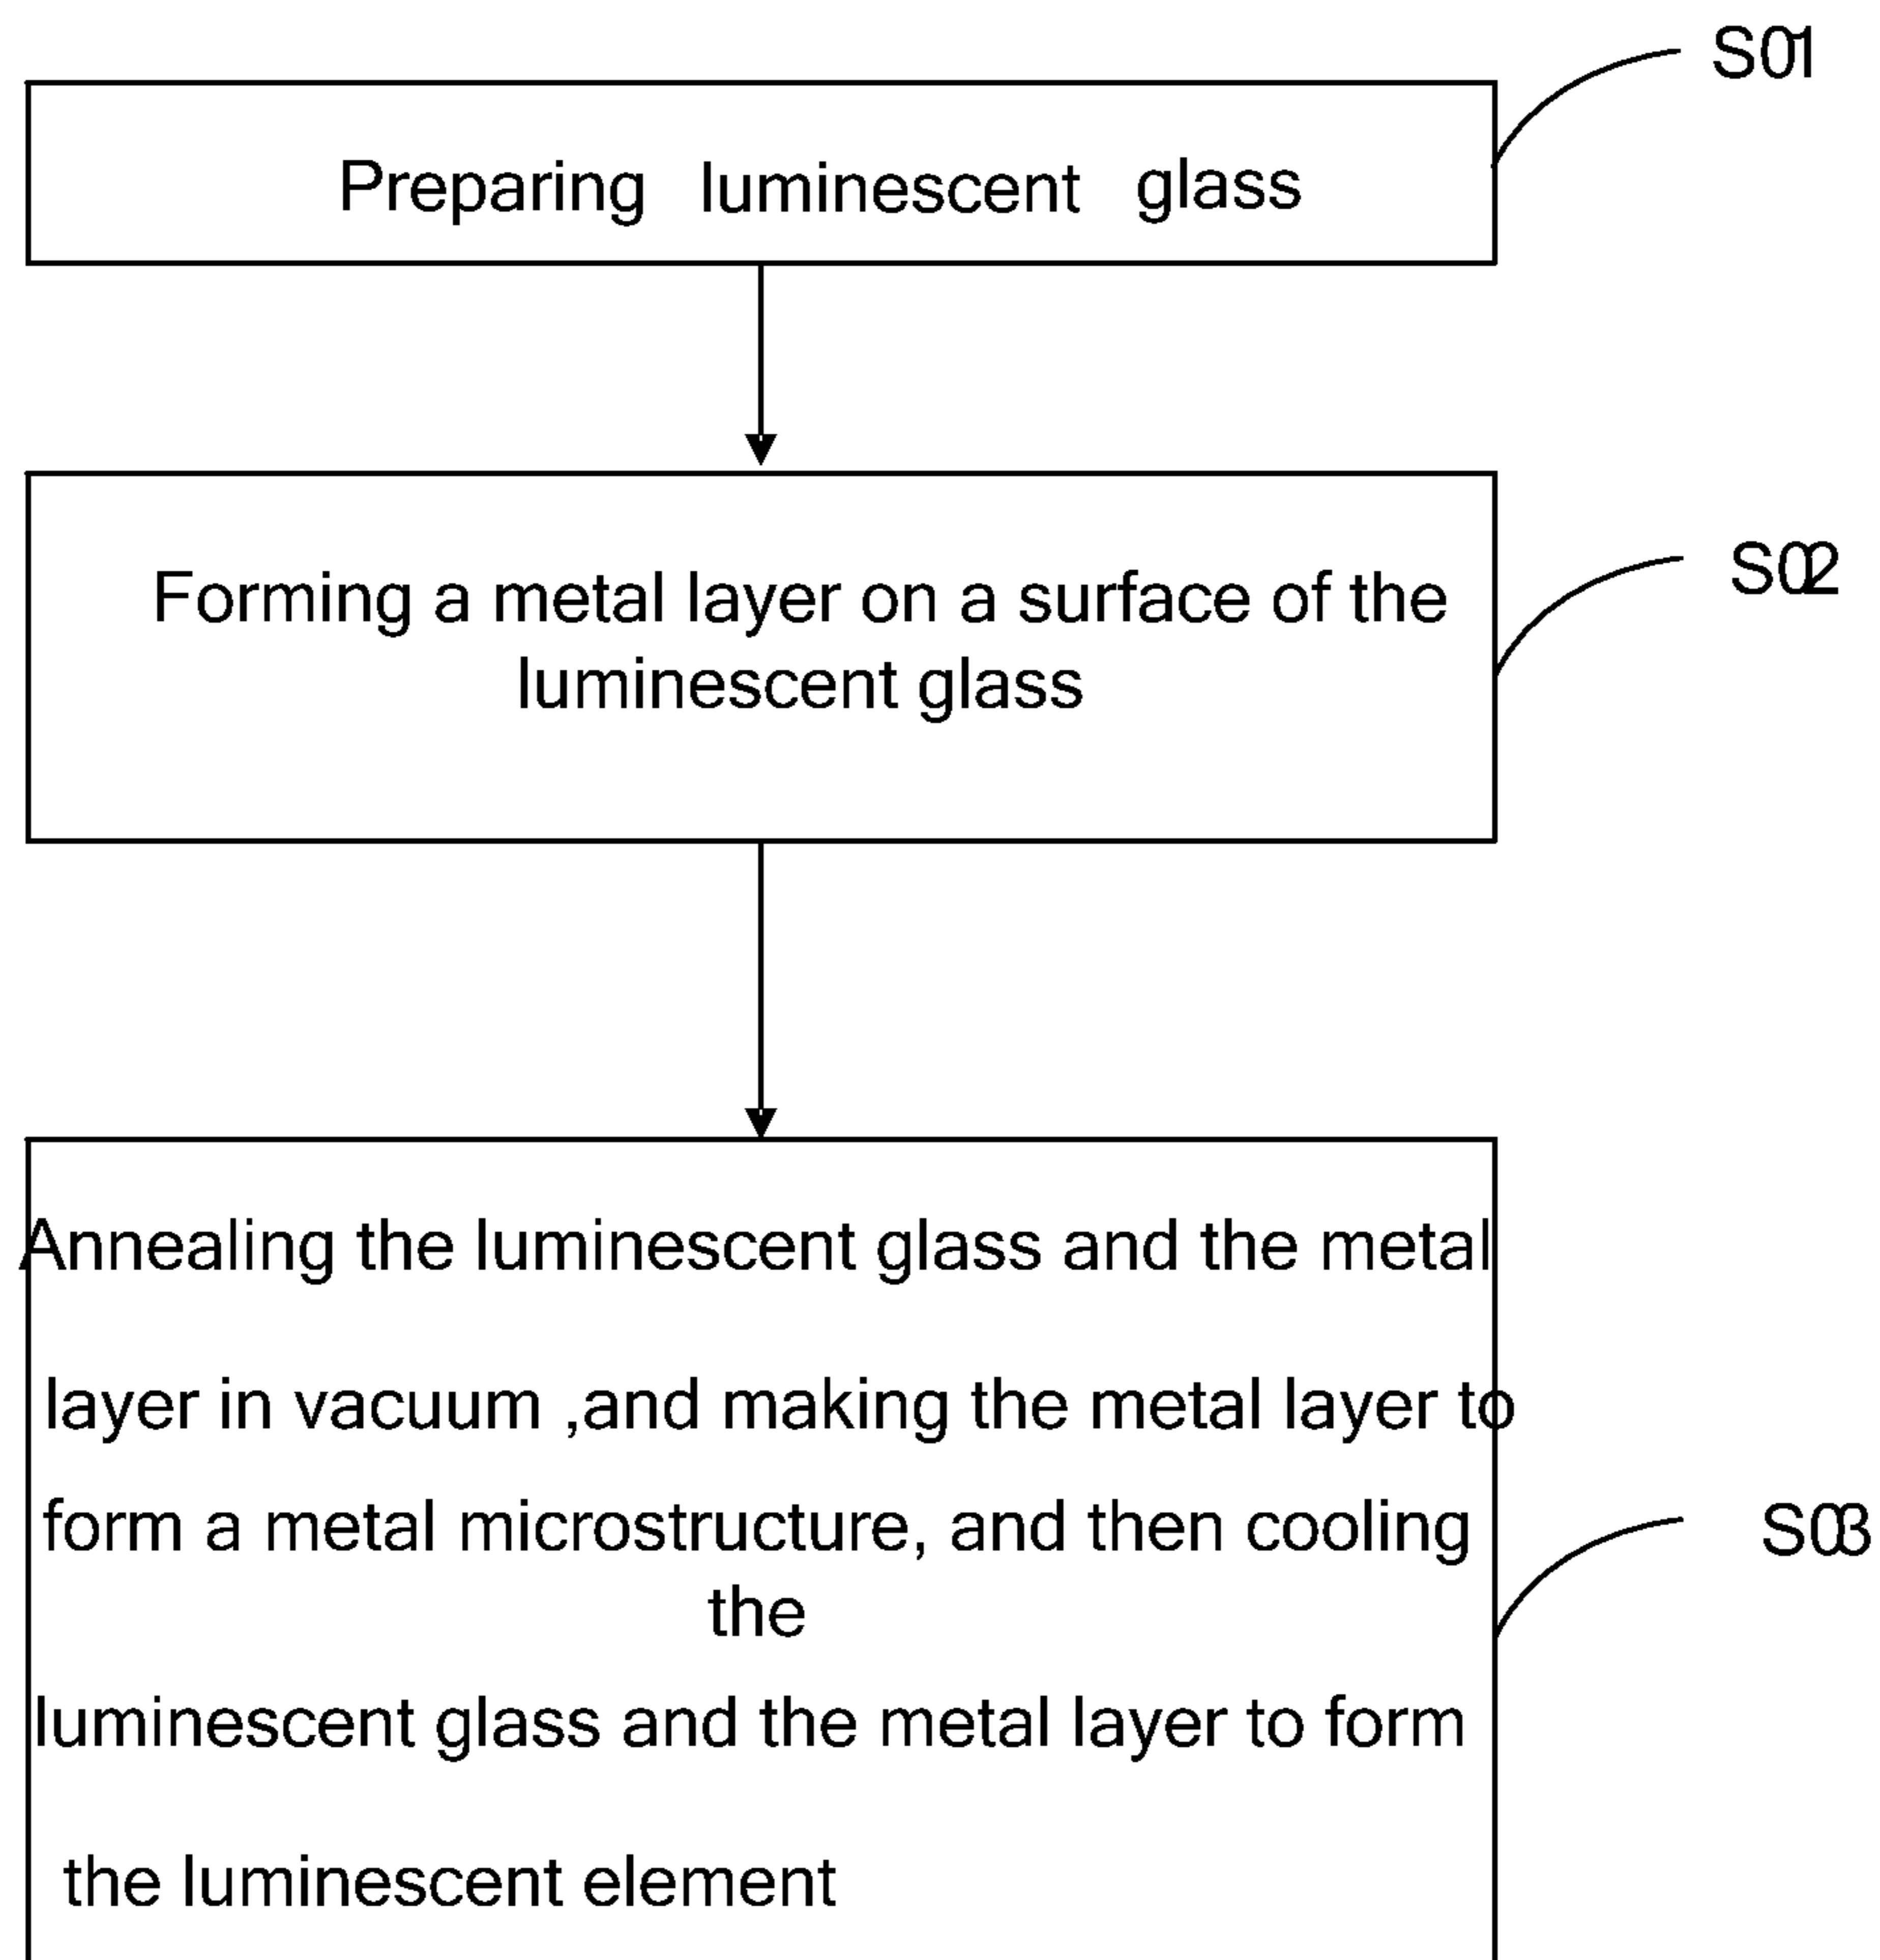 S01
Preparing luminescent glass
Forming a metal layer on a surface of the
luminescent glass
S02
Annealing the luminescent glass and the metal
layer in vacuum ,and making the metal layer to
form a metal microstructure, and then cooling
the
luminescent glass and the metal layer to form
the luminescent element
S03